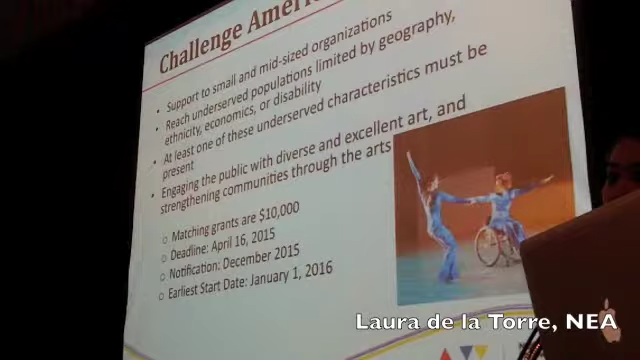 Challenge Ameri
• Support to small and mid-sized organizations
• Reach underserved populations limited by geography,
ethnicity, economics, or disability
• At least one of these underserved characteristics must be
present
• Engaging the public with diverse and excellent art, and
strengthening communities through the arts
o Matching grants are $10,000
o Deadline: April 16, 2015
o Notification: December 2015
o Earliest Start Date: January 1, 2016
Laura de la Torre, NEA